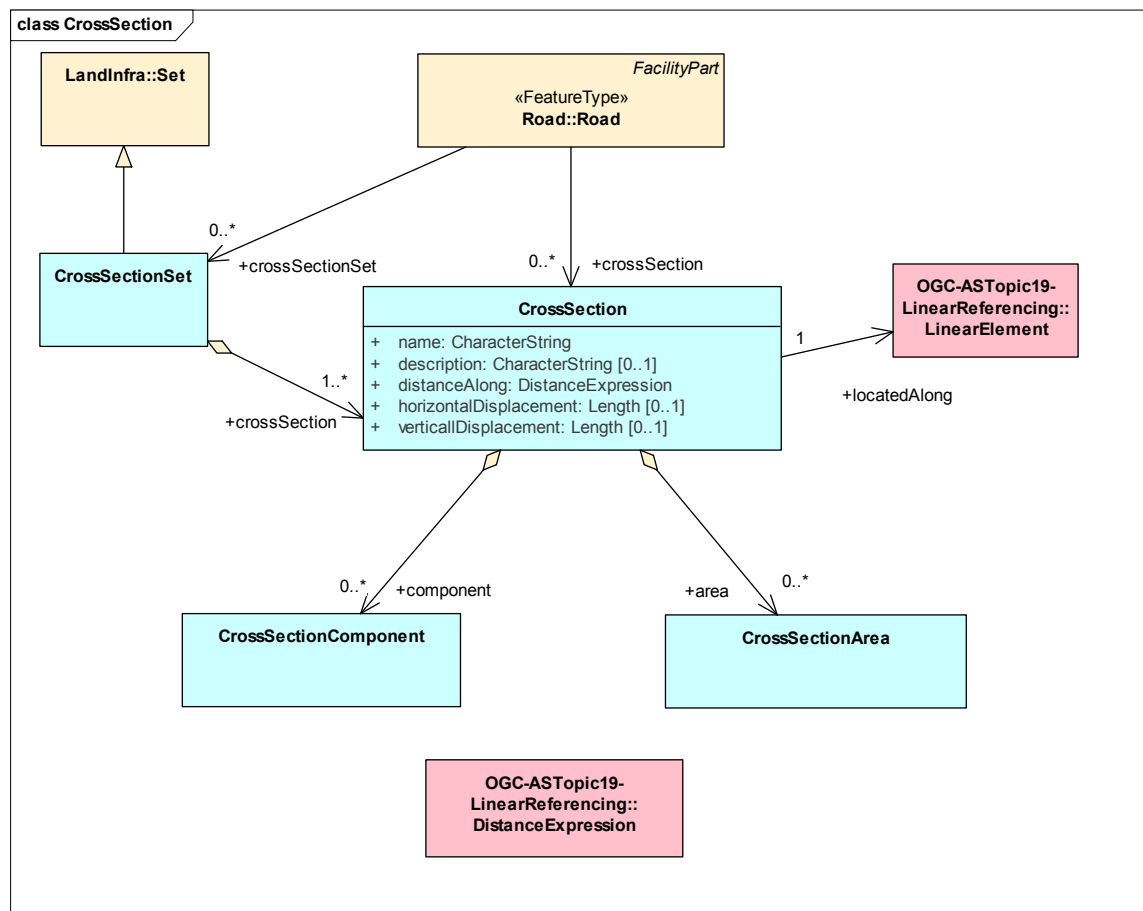 class CrossSection
LandInfra::Set
FacilityPart
«FeatureType»
Road::Road
0..*
+crossSectionSet
0..*
+crossSection
CrossSectionSet
CrossSection
+ name: CharacterString
+ description: CharacterString [0..1]
+ distanceAlong: DistanceExpression
+ horizontalDisplacement: Length [0..1]
+ verticallDisplacement: Length [0..1]
OGC-ASTopic19-
LinearReferencing::
LinearElement
1
+locatedAlong
1..*
+crossSection
0..*
+component
+area
0..*
CrossSectionComponent
CrossSectionArea
OGC-ASTopic19-
LinearReferencing::
DistanceExpression